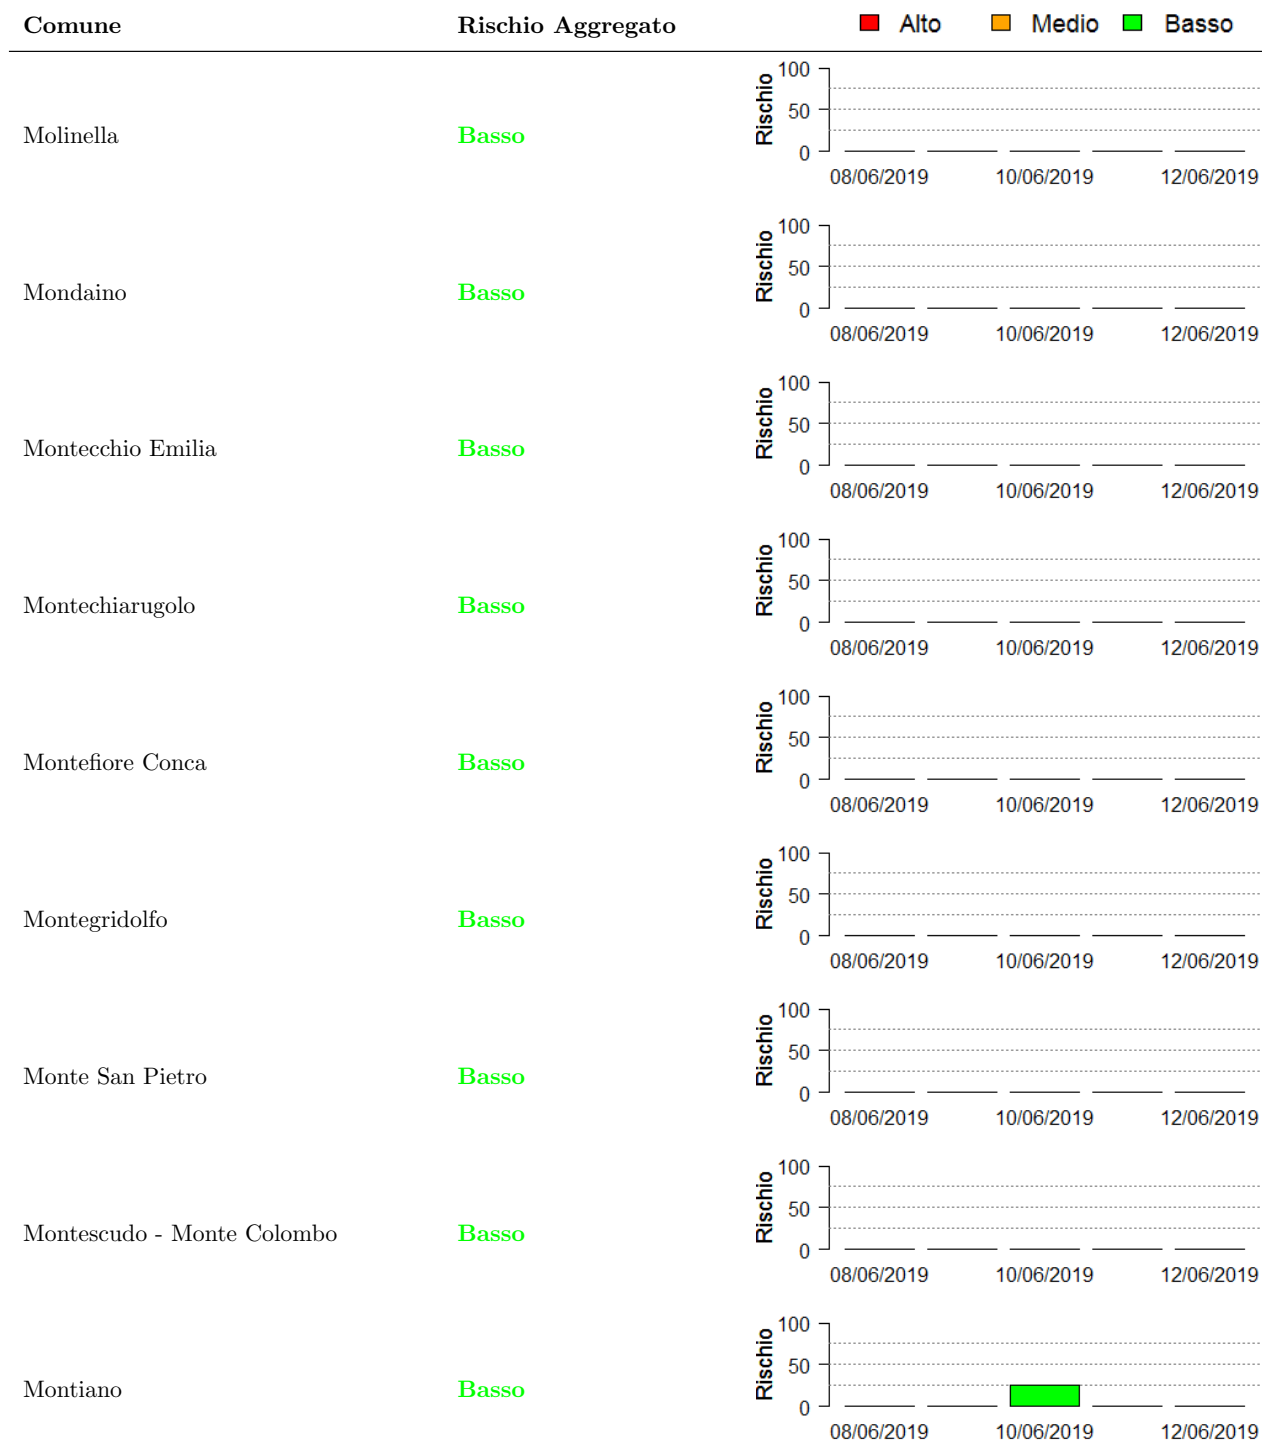 Comune Rischio Aggregato Alto Medio Basso
Molinella Basso
Rischio
100
50
0
08/06/2019 10/06/2019 12/06/2019
Mondaino Basso
Rischio
100
50
0
08/06/2019 10/06/2019 12/06/2019
Montecchio Emilia Basso
Rischio
100
50
0
08/06/2019 10/06/2019 12/06/2019
Montechiarugolo Basso
Rischio
100
50
0
08/06/2019 10/06/2019 12/06/2019
Montefiore Conca Basso
Rischio
100
50
0
08/06/2019 10/06/2019 12/06/2019
Montegridolfo Basso
Rischio
100
50
0
08/06/2019 10/06/2019 12/06/2019
Monte San Pietro Basso
Rischio
100
50
0
08/06/2019 10/06/2019 12/06/2019
Montescudo - Monte Colombo Basso
Rischio
100
50
0
08/06/2019 10/06/2019 12/06/2019
Montiano Basso
Rischio
100
50
0
08/06/2019 10/06/2019 12/06/2019